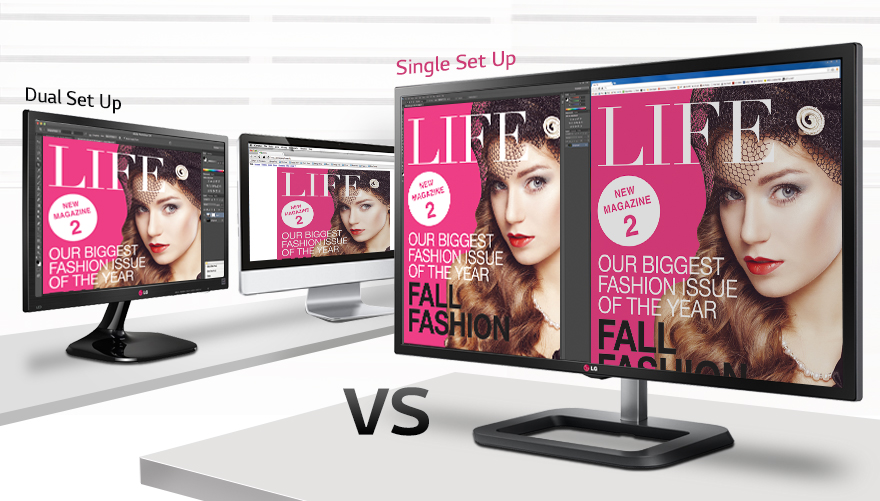 Dual Set Up
LIFE
NEW
MAGAZINE
2
OUR BIGGEST
FASHION ISSUE
OF THE YEAR
LG
LIFE
NEW
MAGAZINE
2
OUR BIGGEST
FASHION ISSUE
OF THE YEAR
VS
Single Set Up
LIFE
NEW
MAGAZINE
2
OUR BIGGEST
FASHION ISSUE
OF THE YEAR
FALL
FASHION
LIFE
NEW
MAGAZINE
2
OUR BIGGEST
FASHION ISSUE
OF THE YEAR
FALL
FASHION
LG